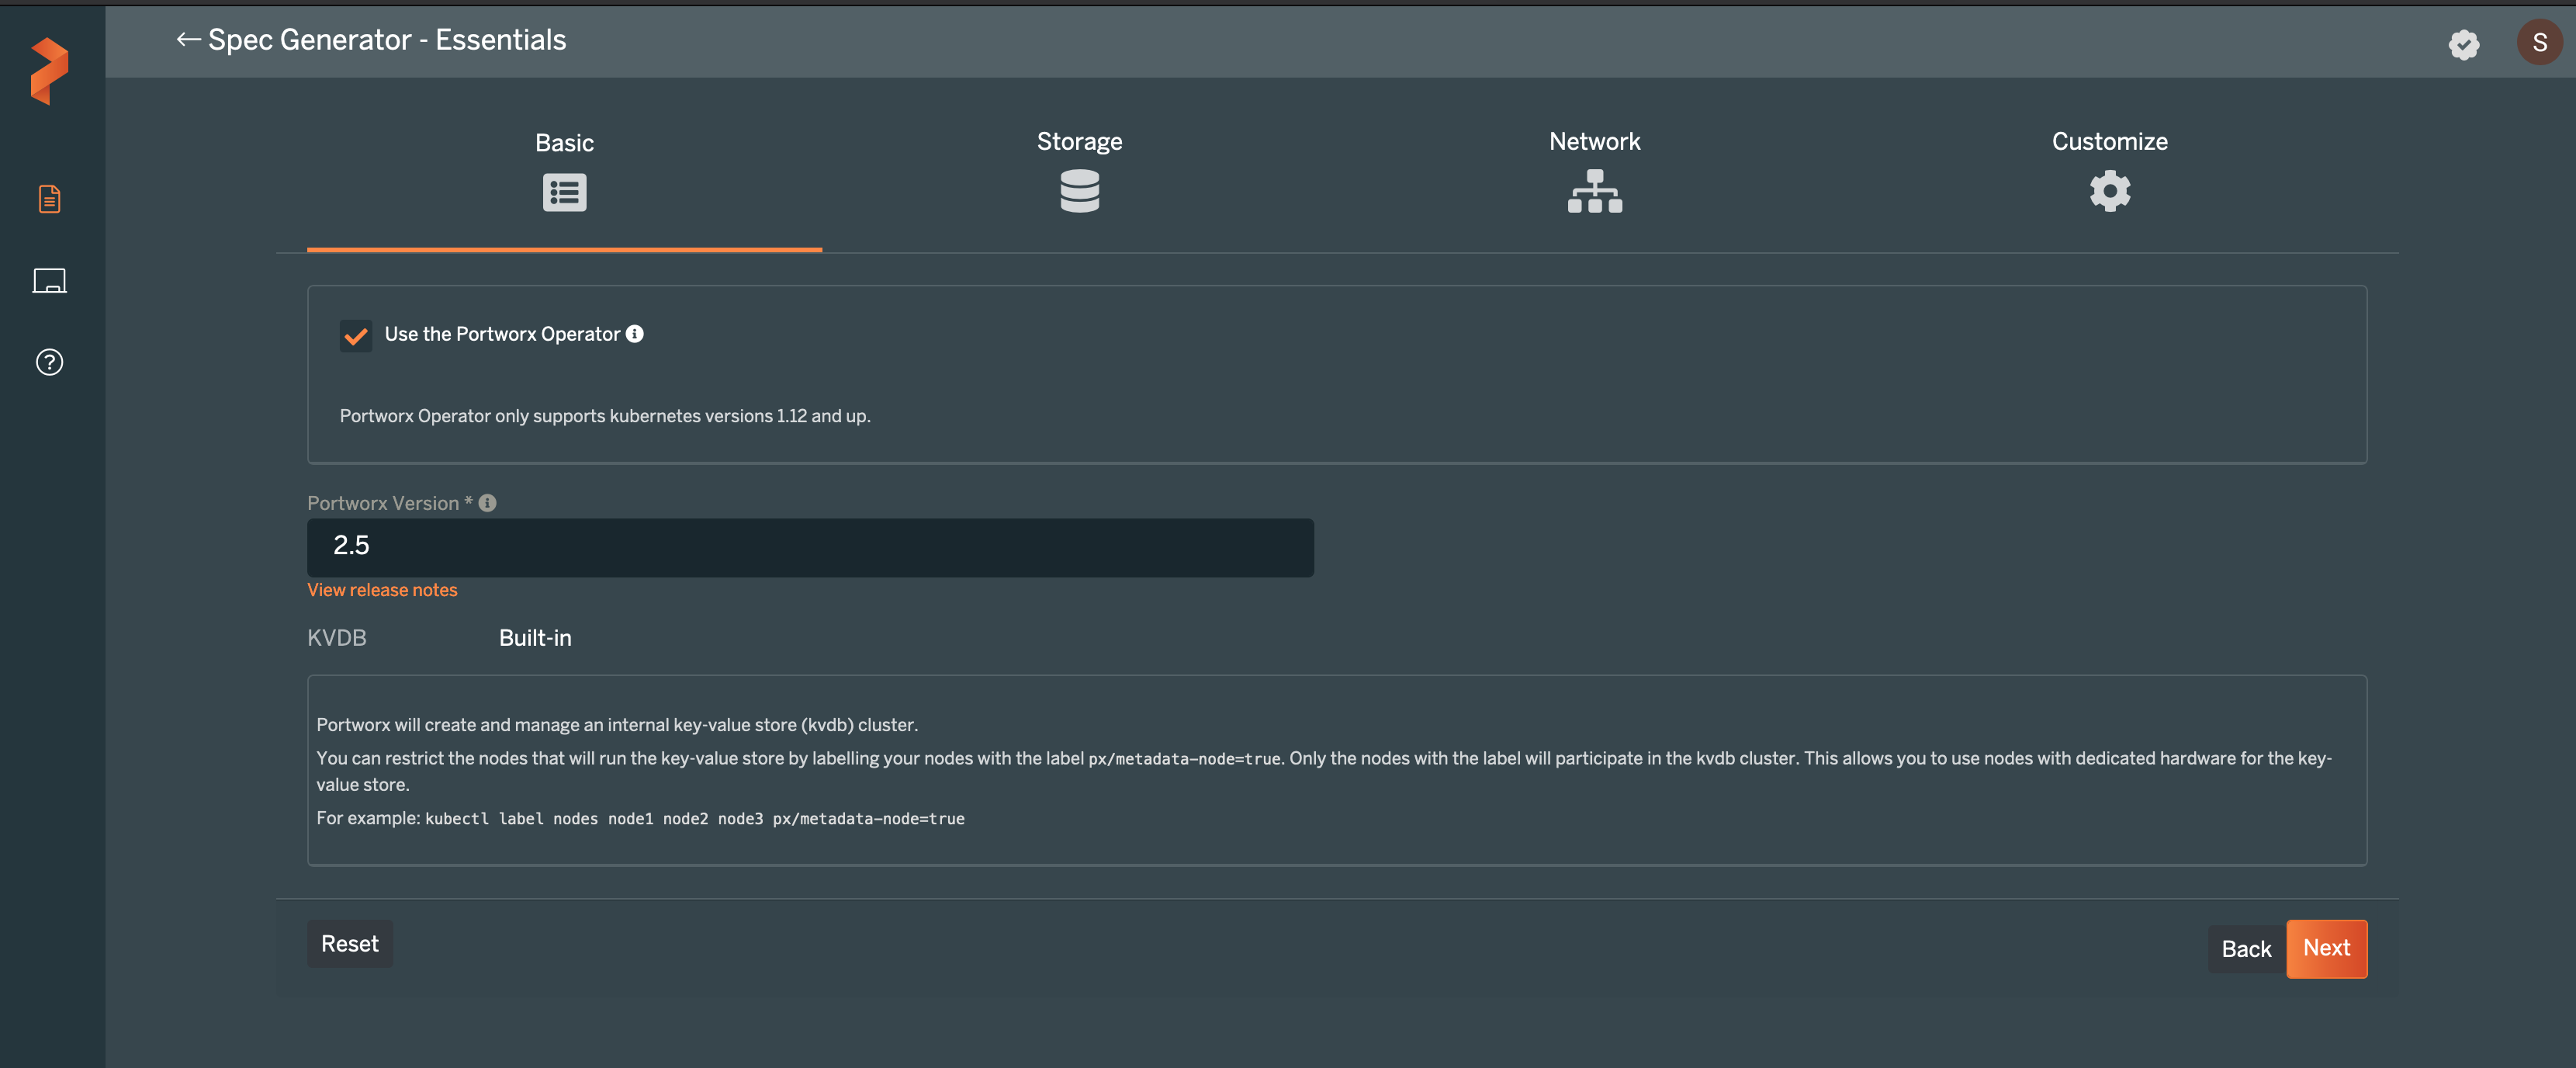 Spec Generator - Essentials
S
Basic
Storage
Network
Customize
Use the Portworx Operator
Portworx Operator only supports kubernetes versions 1.12 and up.
Portworx Version *
2.5
View release notes
KVDB
Built-in
Portworx will create and manage an internal key-value store (kvdb) cluster.
You can restrict the nodes that will run the key-value store by labelling your nodes with the label px/metadata-node=true. Only the nodes with the label will participate in the kvdb cluster. This allows you to use nodes with dedicated hardware for the key-
value store.
For example: kubectl label nodes node1 node2 node3 px/metadata-node=true
Reset
Back
Next